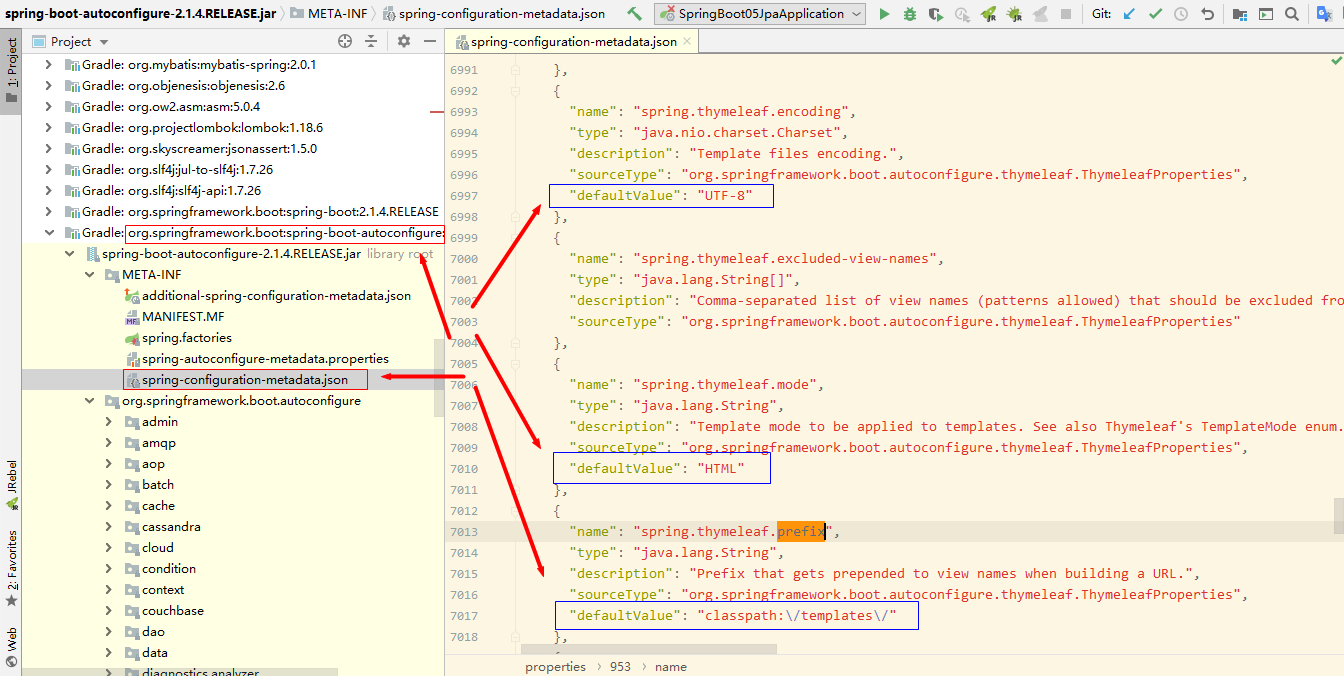 spring-boot-autoconfigure-2.1.4.RELEASE.jar META-INF spring-configuration-metadata.json SpringBoot05JpaApplication Git:
1: Project
JRebel
2: Favorites
Web
Project
Gradle: org.mybatis:mybatis-spring:2.0.1
Gradle: org.objenesis:objenesis:2.6
Gradle: org.ow2.asm:asm:5.0.4
Gradle: org.projectlombok:lombok:1.18.6
Gradle: org.skyscreamer:jsonassert:1.5.0
Gradle: org.slf4j:jul-to-slf4j:1.7.26
Gradle: org.slf4j:slf4j-api:1.7.26
Gradle: org.springframework.boot:spring-boot:2.1.4.RELEASE
Gradle: org.springframework.boot:spring-boot-autoconfigure:
spring-boot-autoconfigure-2.1.4.RELEASE.jar library root
META-INF
additional-spring-configuration-metadata.json
MANIFEST.MF
spring.factories
spring-autoconfigure-metadata.properties
spring-configuration-metadata.json
org.springframework.boot.autoconfigure
admin
amqp
aop
batch
cache
cassandra
cloud
condition
context
couchbase
dao
data
diagnostics.analyzer
spring-configuration-metadata.json
6991 },
6992 {
6993 "name": "spring.thymeleaf.encoding",
6994 "type": "java.nio.charset.Charset",
6995 "description": "Template files encoding.",
6996 "sourceType": "org.springframework.boot.autoconfigure.thymeleaf.ThymeleafProperties",
6997 "defaultValue": "UTF-8"
6998 },
6999 {
7000 "name": "spring.thymeleaf.excluded-view-names",
7001 "type": "java.lang.String[]",
7002 "description": "Comma-separated list of view names (patterns allowed) that should be excluded fro
7003 "sourceType": "org.springframework.boot.autoconfigure.thymeleaf.ThymeleafProperties"
7004 },
7005 {
7006 "name": "spring.thymeleaf.mode",
7007 "type": "java.lang.String",
7008 "description": "Template mode to be applied to templates. See also Thymeleaf's TemplateMode enum.
7009 "sourceType": "org.springframework.boot.autoconfigure.thymeleaf.ThymeleafProperties",
7010 "defaultValue": "HTML"
7011 },
7012 {
7013 "name": "spring.thymeleaf.prefix",
7014 "type": "java.lang.String",
7015 "description": "Prefix that gets prepended to view names when building a URL.",
7016 "sourceType": "org.springframework.boot.autoconfigure.thymeleaf.ThymeleafProperties",
7017 "defaultValue": "classpath:\/templates\/"
7018 },
properties › 953 › name